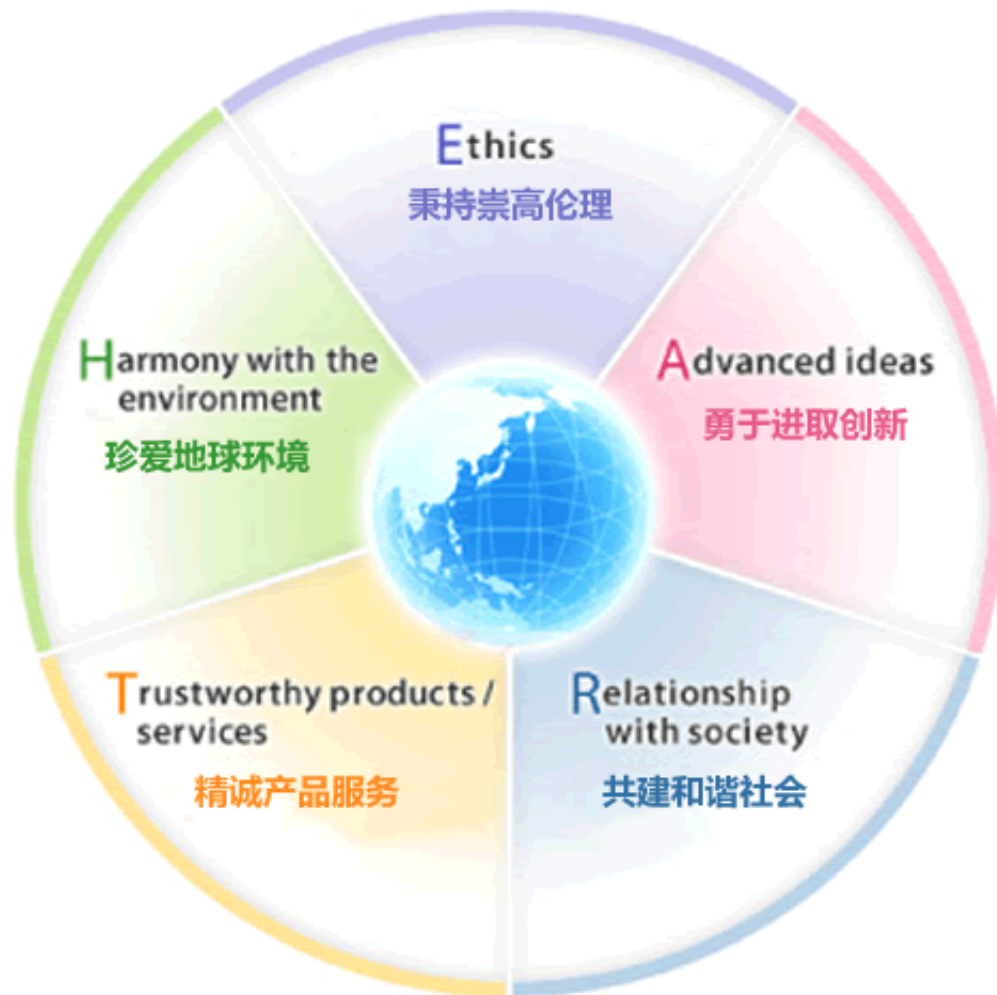 Ethics
秉持崇高伦理
Harmony with the
environment
珍爱地球环境
Advanced ideas
勇于进取创新
Trustworthy products /
services
精诚产品服务
Relationship
with society
共建和谐社会